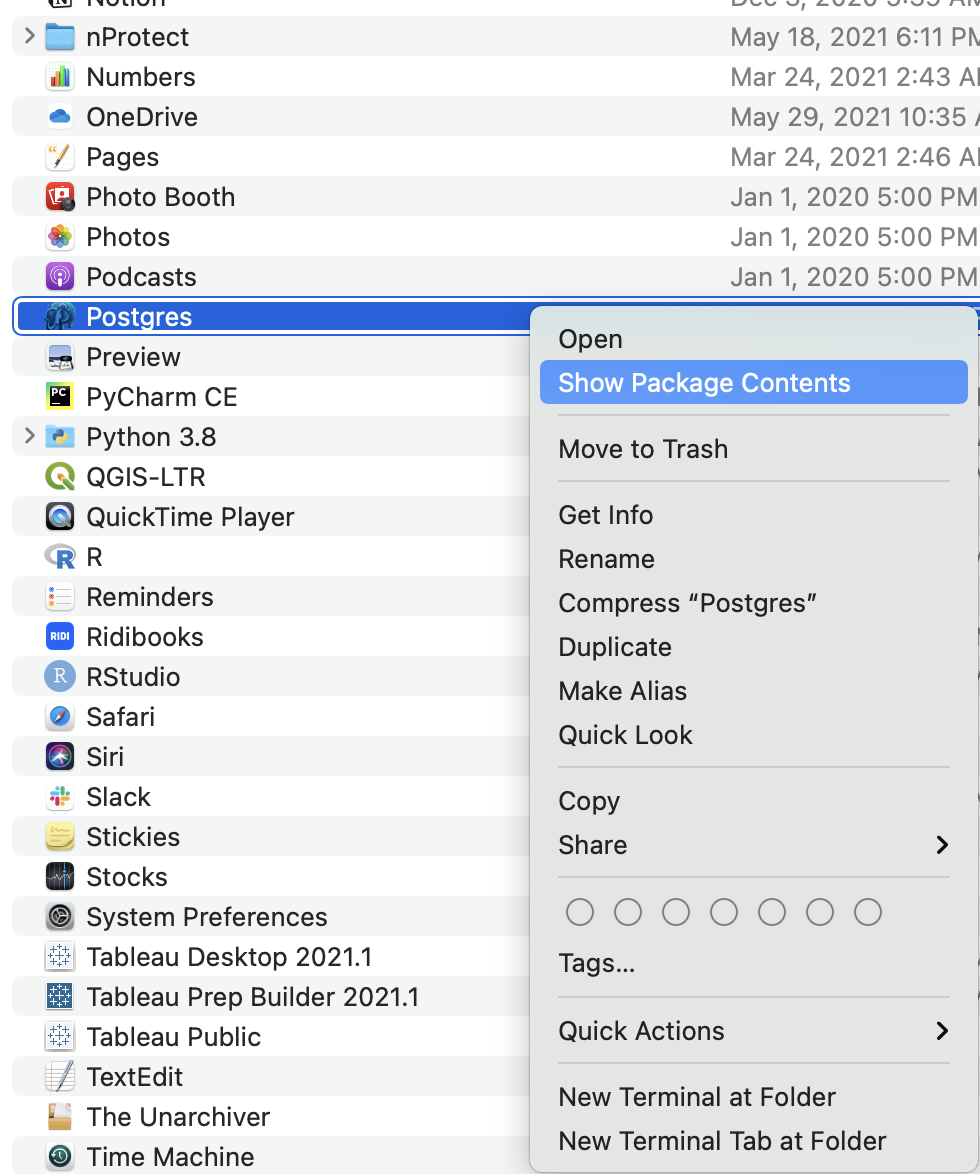 Notion Dec 3, 2020 5:39 AM
nProtect May 18, 2021 6:11 PM
Numbers Mar 24, 2021 2:43 A
OneDrive May 29, 2021 10:35 A
Pages Mar 24, 2021 2:46 A
Photo Booth Jan 1, 2020 5:00 PM
Photos Jan 1, 2020 5:00 PM
Podcasts Jan 1, 2020 5:00 PM
Postgres
Preview
PC PyCharm CE
Python 3.8
QGIS-LTR
QuickTime Player
R R
Reminders
RIDI Ridibooks
R RStudio
Safari
Siri
Slack
Stickies
Stocks
System Preferences
Tableau Desktop 2021.1
Tableau Prep Builder 2021.1
Tableau Public
TextEdit
The Unarchiver
Time Machine
Open
Show Package Contents
Move to Trash
Get Info
Rename
Compress “Postgres”
Duplicate
Make Alias
Quick Look
Copy
Share
Tags...
Quick Actions
New Terminal at Folder
New Terminal Tab at Folder